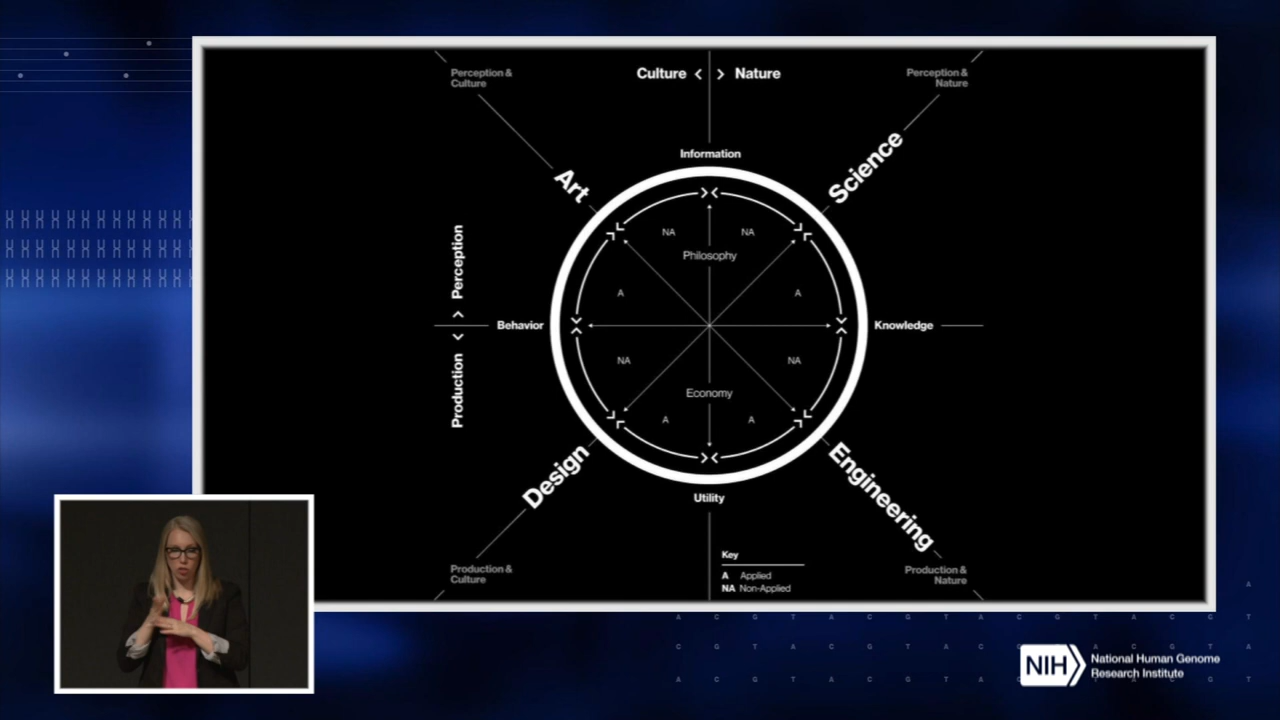 Perception &
Culture
Culture < > Nature
Perception &
Nature
Information
Art
Science
NA
NA
Philosophy
Perception
A
A
Behavior
Knowledge
Production < >
NA
NA
Economy
A
A
Design
Engineering
Utility
Production &
Culture
Key
A Applied
NA Non-Applied
Production &
Nature
A
A C G T A C G T A C G T A C G T
C G T A C G T A C G T A
A C G T A C G T A C G T
NIH
National Human Genome
Research Institute